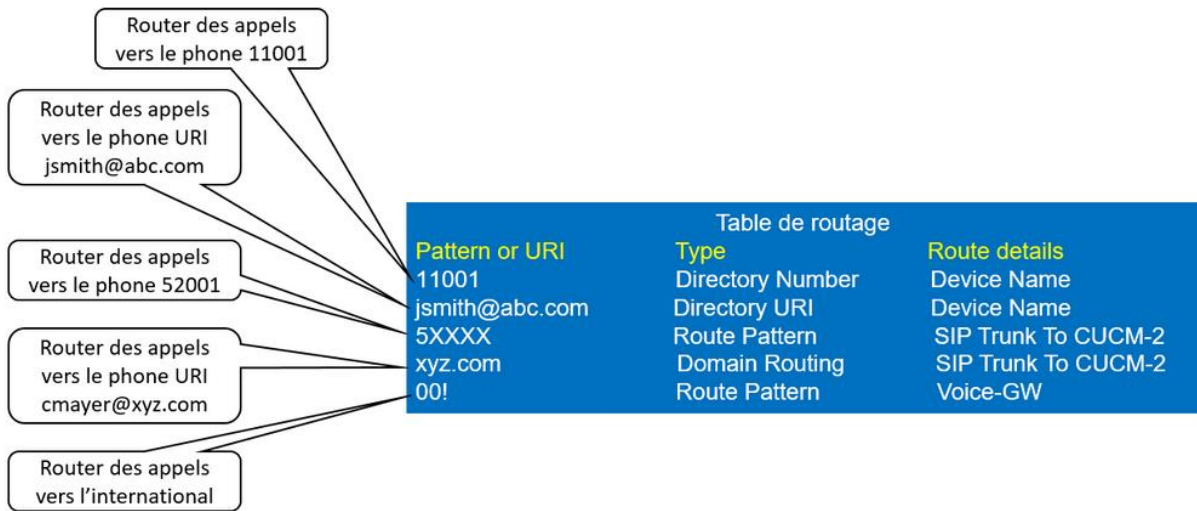 Router des appels
vers le phone 11001
Router des appels
vers le phone URI
jsmith@abc.com
Router des appels
vers le phone 52001
Router des appels
vers le phone URI
cmayer@xyz.com
Router des appels
vers l'international
Table de routage
Pattern or URI Type Route details
11001 Directory Number Device Name
jsmith@abc.com Directory URI Device Name
5XXXX Route Pattern SIP Trunk To CUCM-2
xyz.com Domain Routing SIP Trunk To CUCM-2
00! Route Pattern Voice-GW